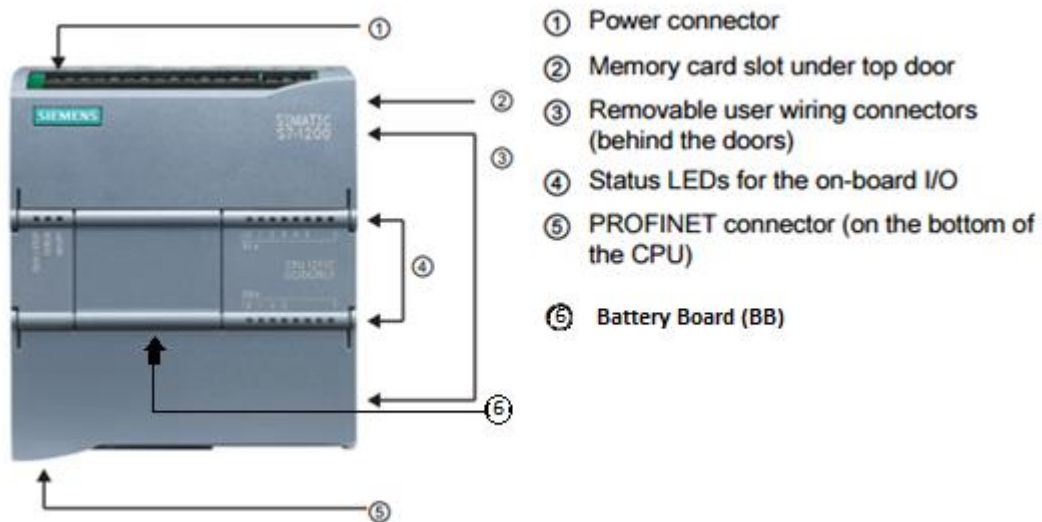 ① Power connector
② Memory card slot under top door
③ Removable user wiring connectors
(behind the doors)
④ Status LEDs for the on-board I/O
⑤ PROFINET connector (on the bottom of
the CPU)
⑥ Battery Board (BB)
①
②
③
④
⑥
⑤
SIEMENS
SIMATIC
S7-1200